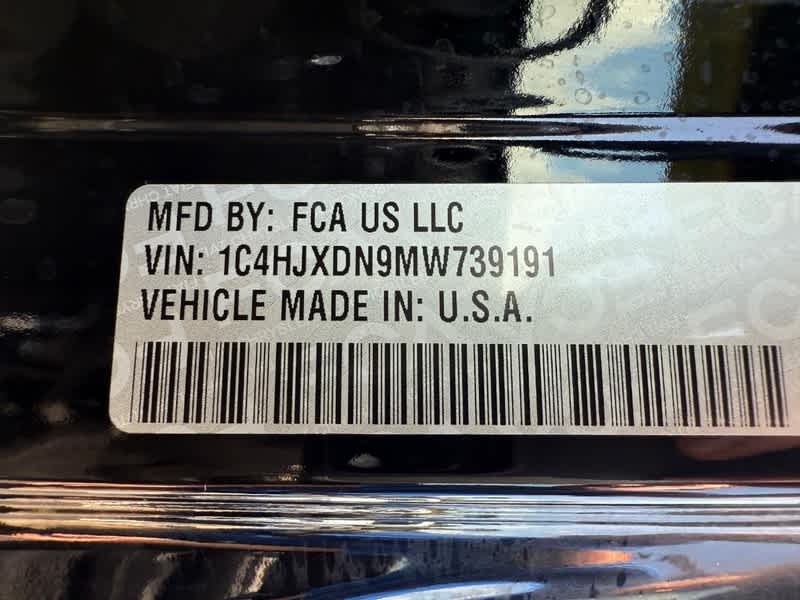 MFD BY: FCA US LLC
VIN: 1C4HJXDN9MW739191
VEHICLE MADE IN: U.S.A.